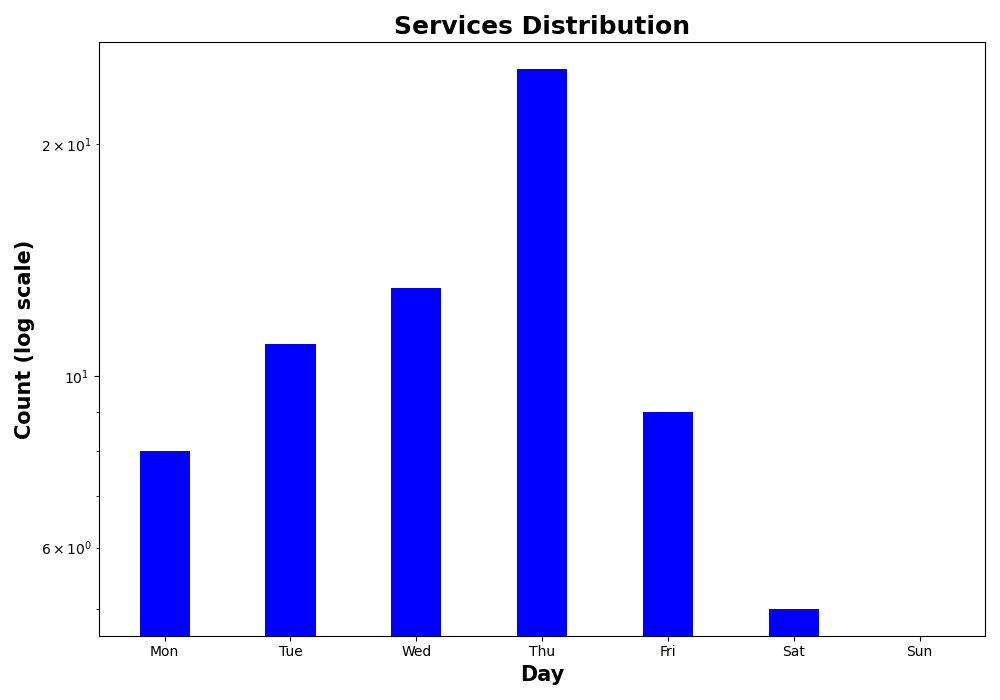 Services Distribution
Count (log scale)
2 × 10¹
10¹
6 × 10⁰
Mon Tue Wed Thu Fri Sat Sun
Day